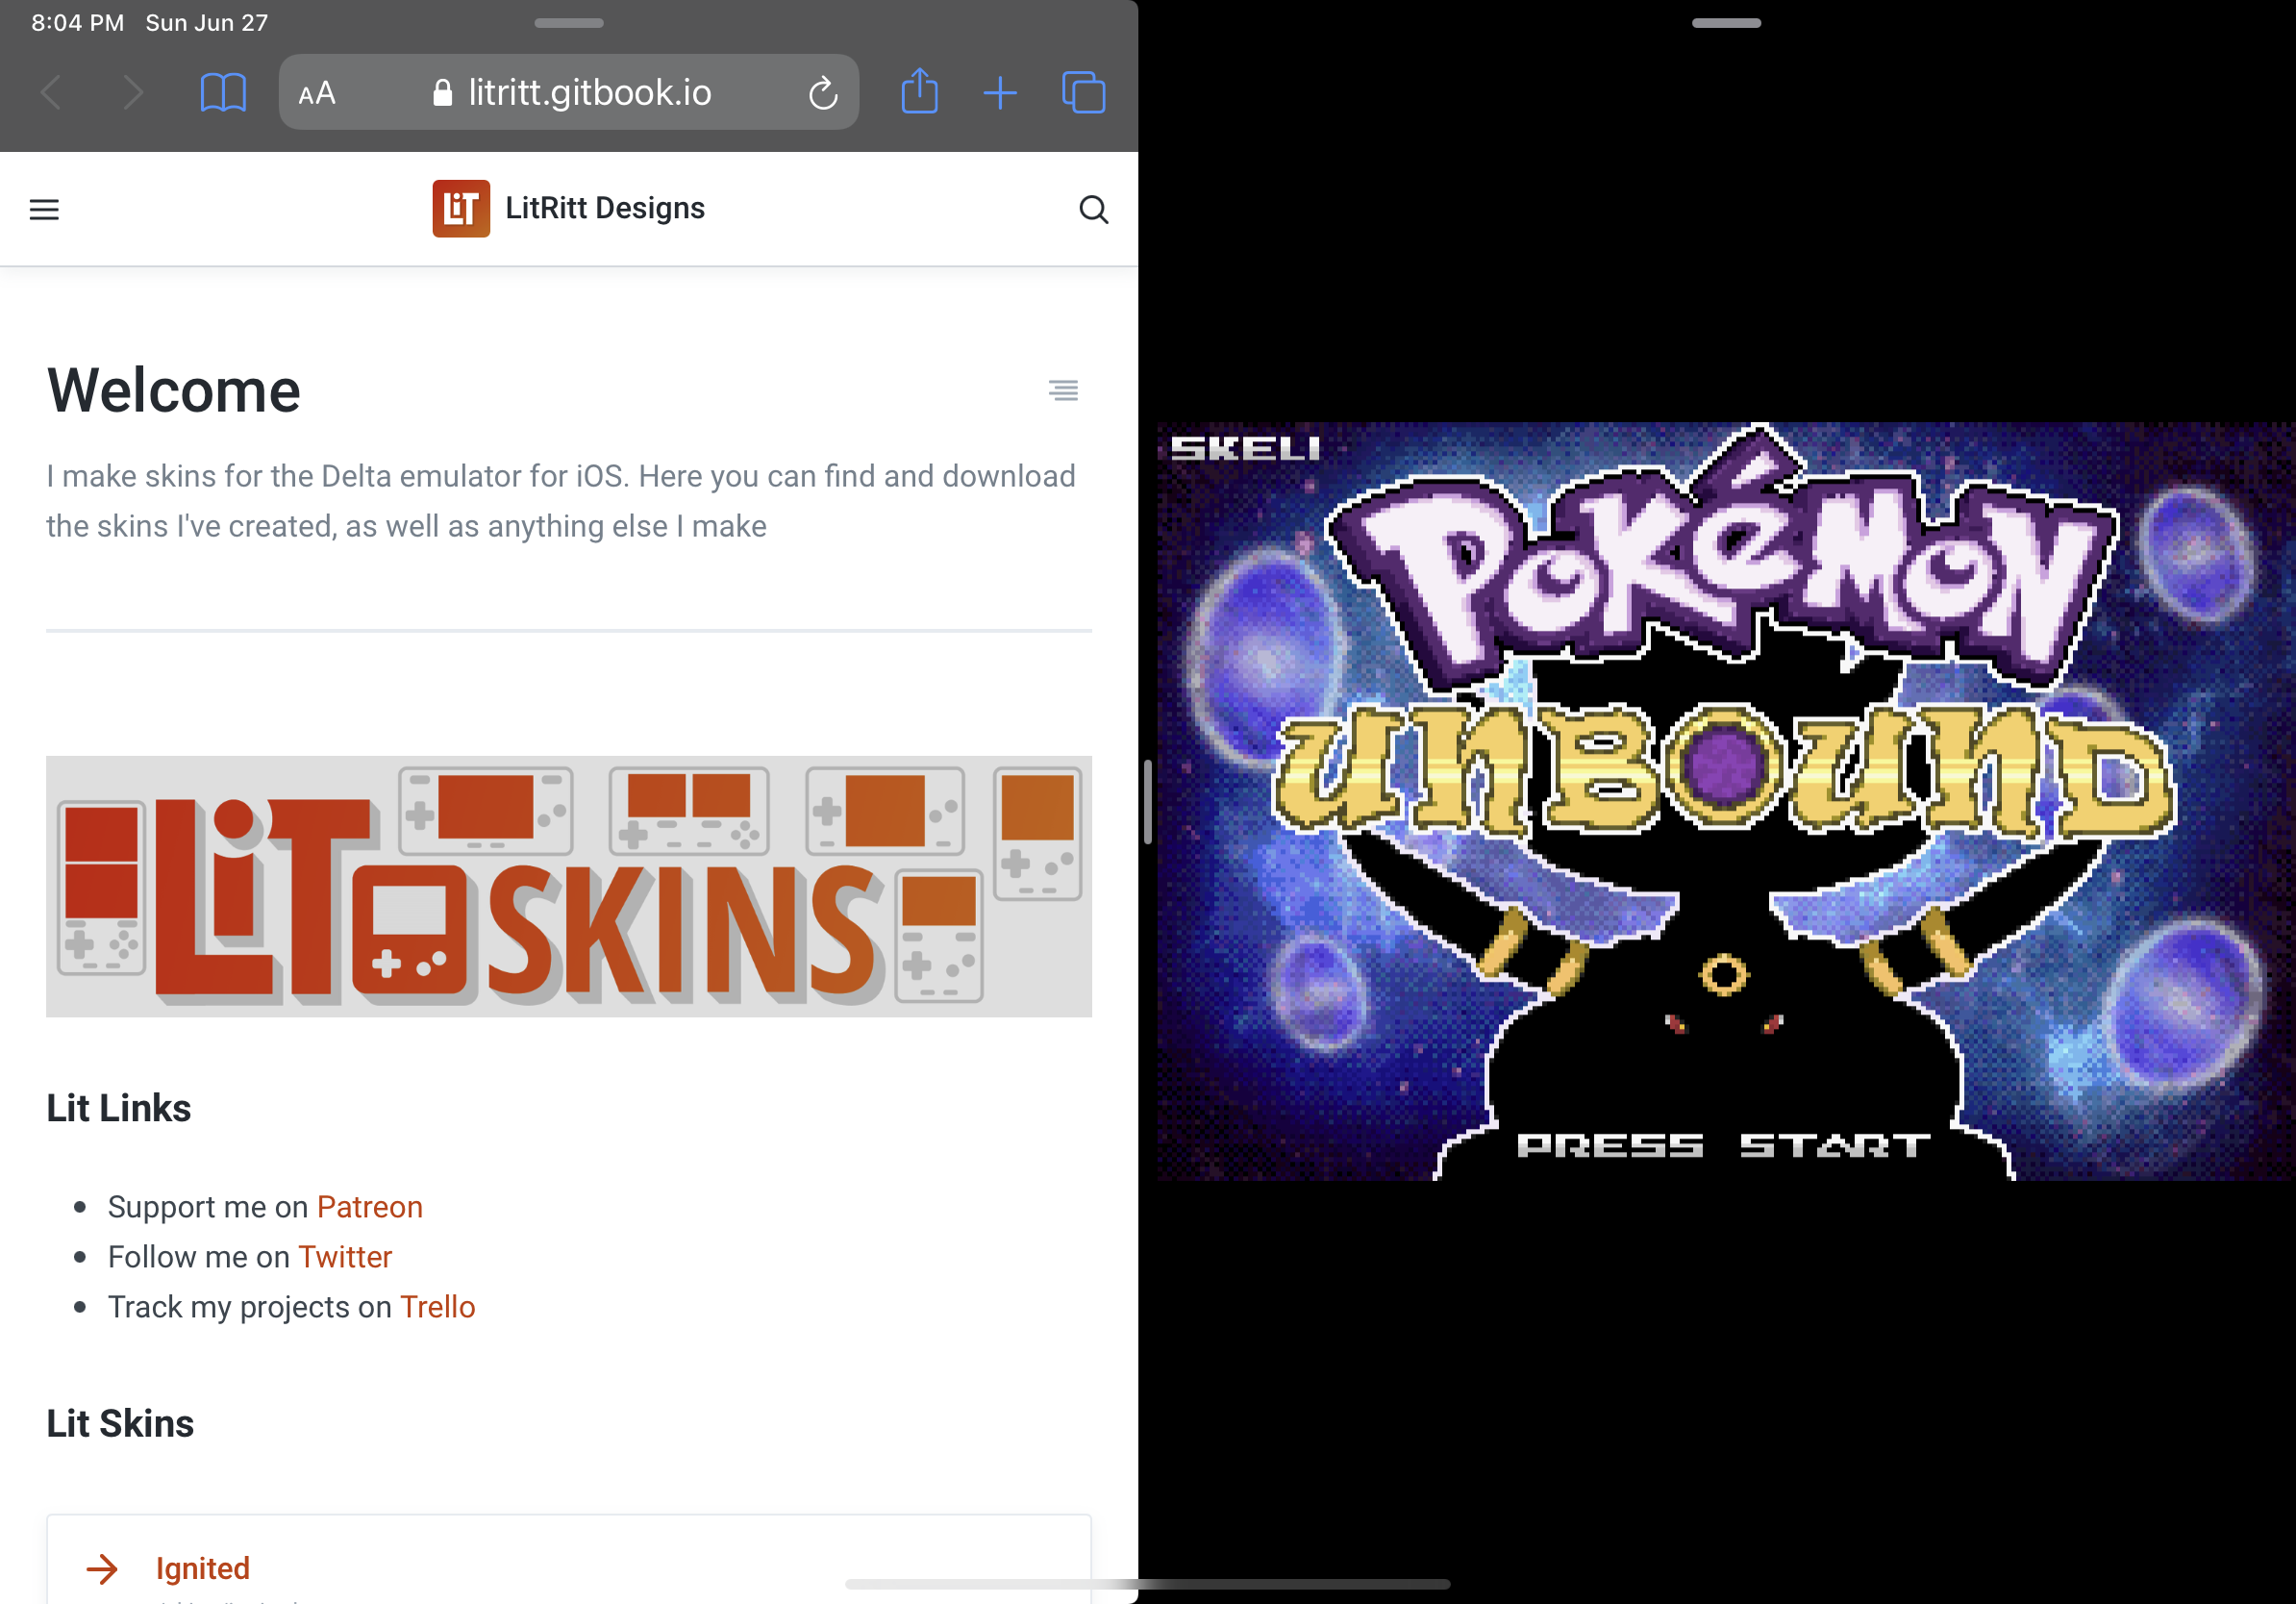 8:04 PM Sun Jun 27
AA litritt.gitbook.io
LiT LitRitt Designs
Welcome
I make skins for the Delta emulator for iOS. Here you can find and download
the skins I've created, as well as anything else I make
LiT SKINS
Lit Links
Support me on Patreon
Follow me on Twitter
Track my projects on Trello
Lit Skins
Ignited
SKELI
POKéMON
UNBOUND
PRESS START